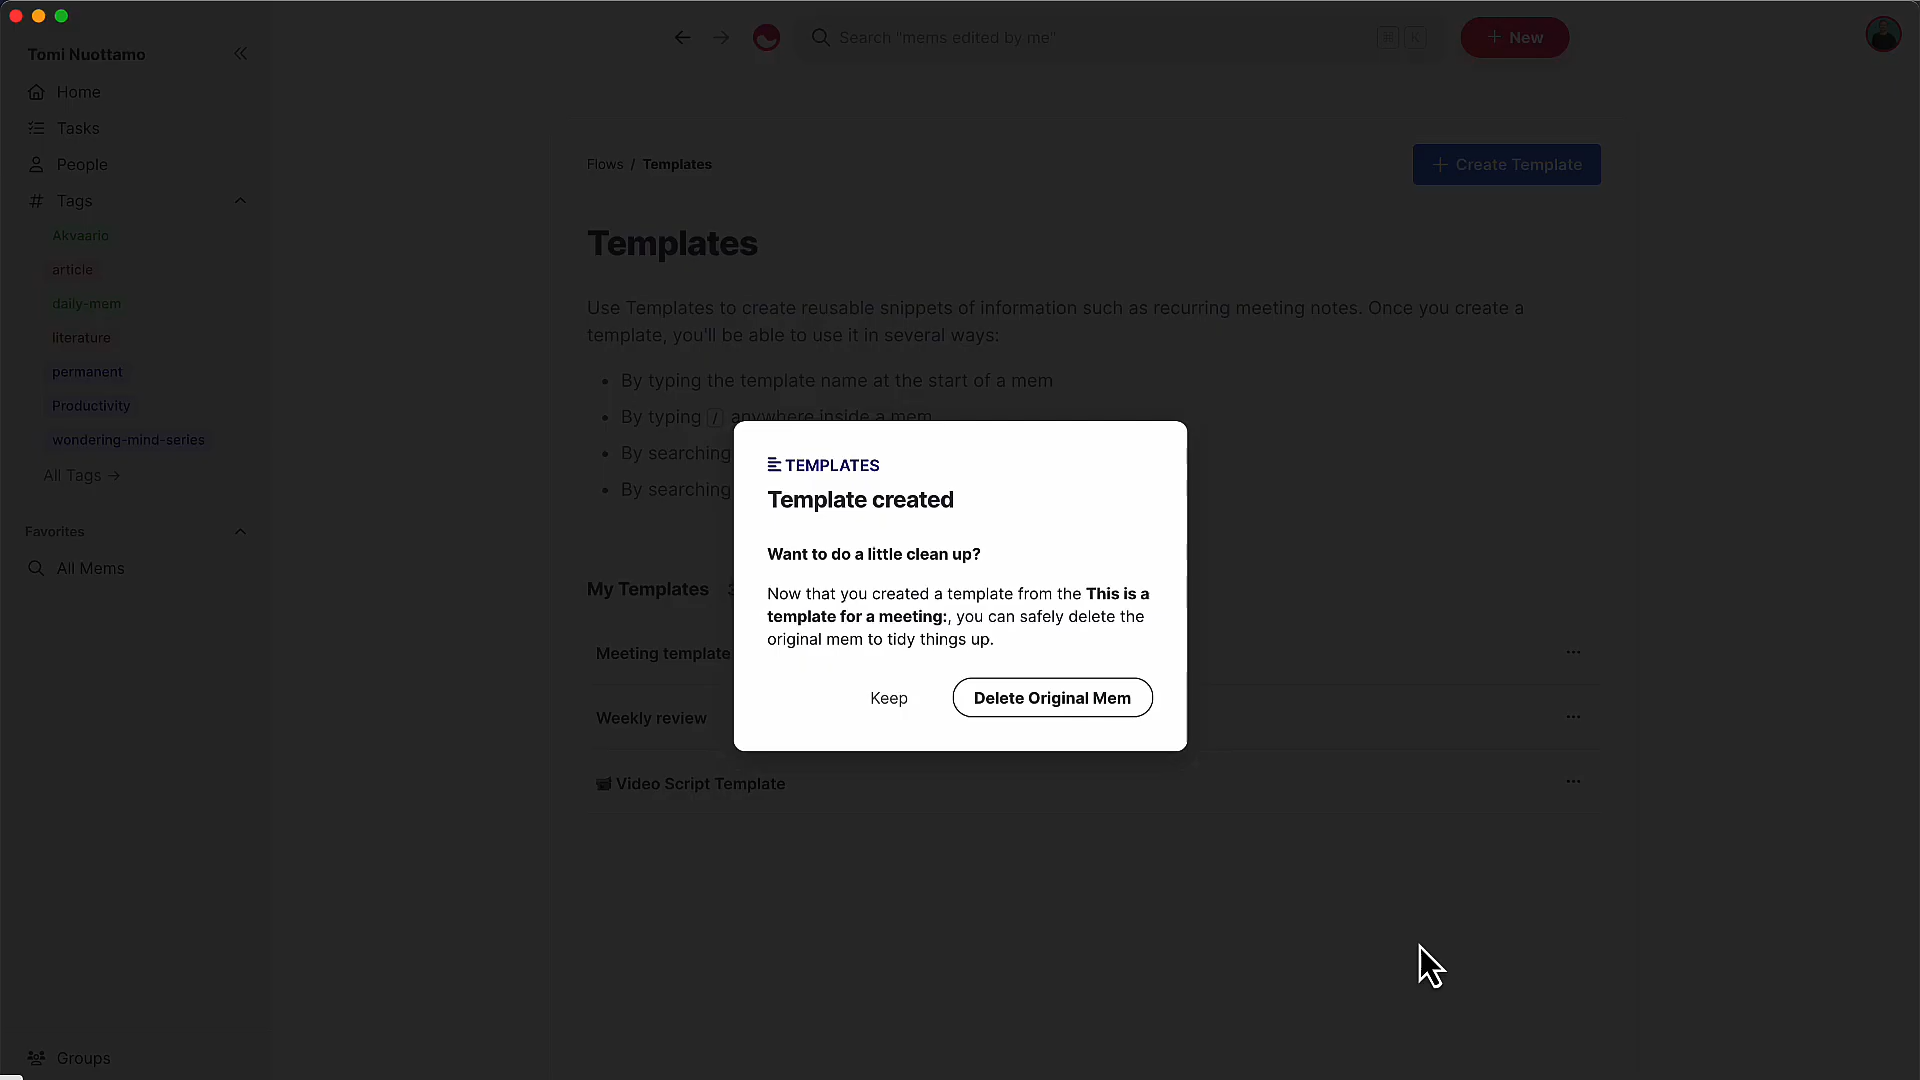 Tomi Nuottamo
Search "mems edited by me"
⌘ K
+ New
Home
Tasks
People
# Tags
Akvaario
article
daily-mem
literature
permanent
Productivity
wondering-mind-series
All Tags →
Favorites
All Mems
Groups
Flows / Templates
+ Create Template
Templates
Use Templates to create reusable snippets of information such as recurring meeting notes. Once you create a
template, you'll be able to use it in several ways:
• By typing the template name at the start of a mem
• By typing / anywhere inside a mem
• By searching
• By searching
My Templates
Meeting template
Weekly review
Video Script Template
TEMPLATES
Template created
Want to do a little clean up?
Now that you created a template from the This is a
template for a meeting:, you can safely delete the
original mem to tidy things up.
Keep
Delete Original Mem